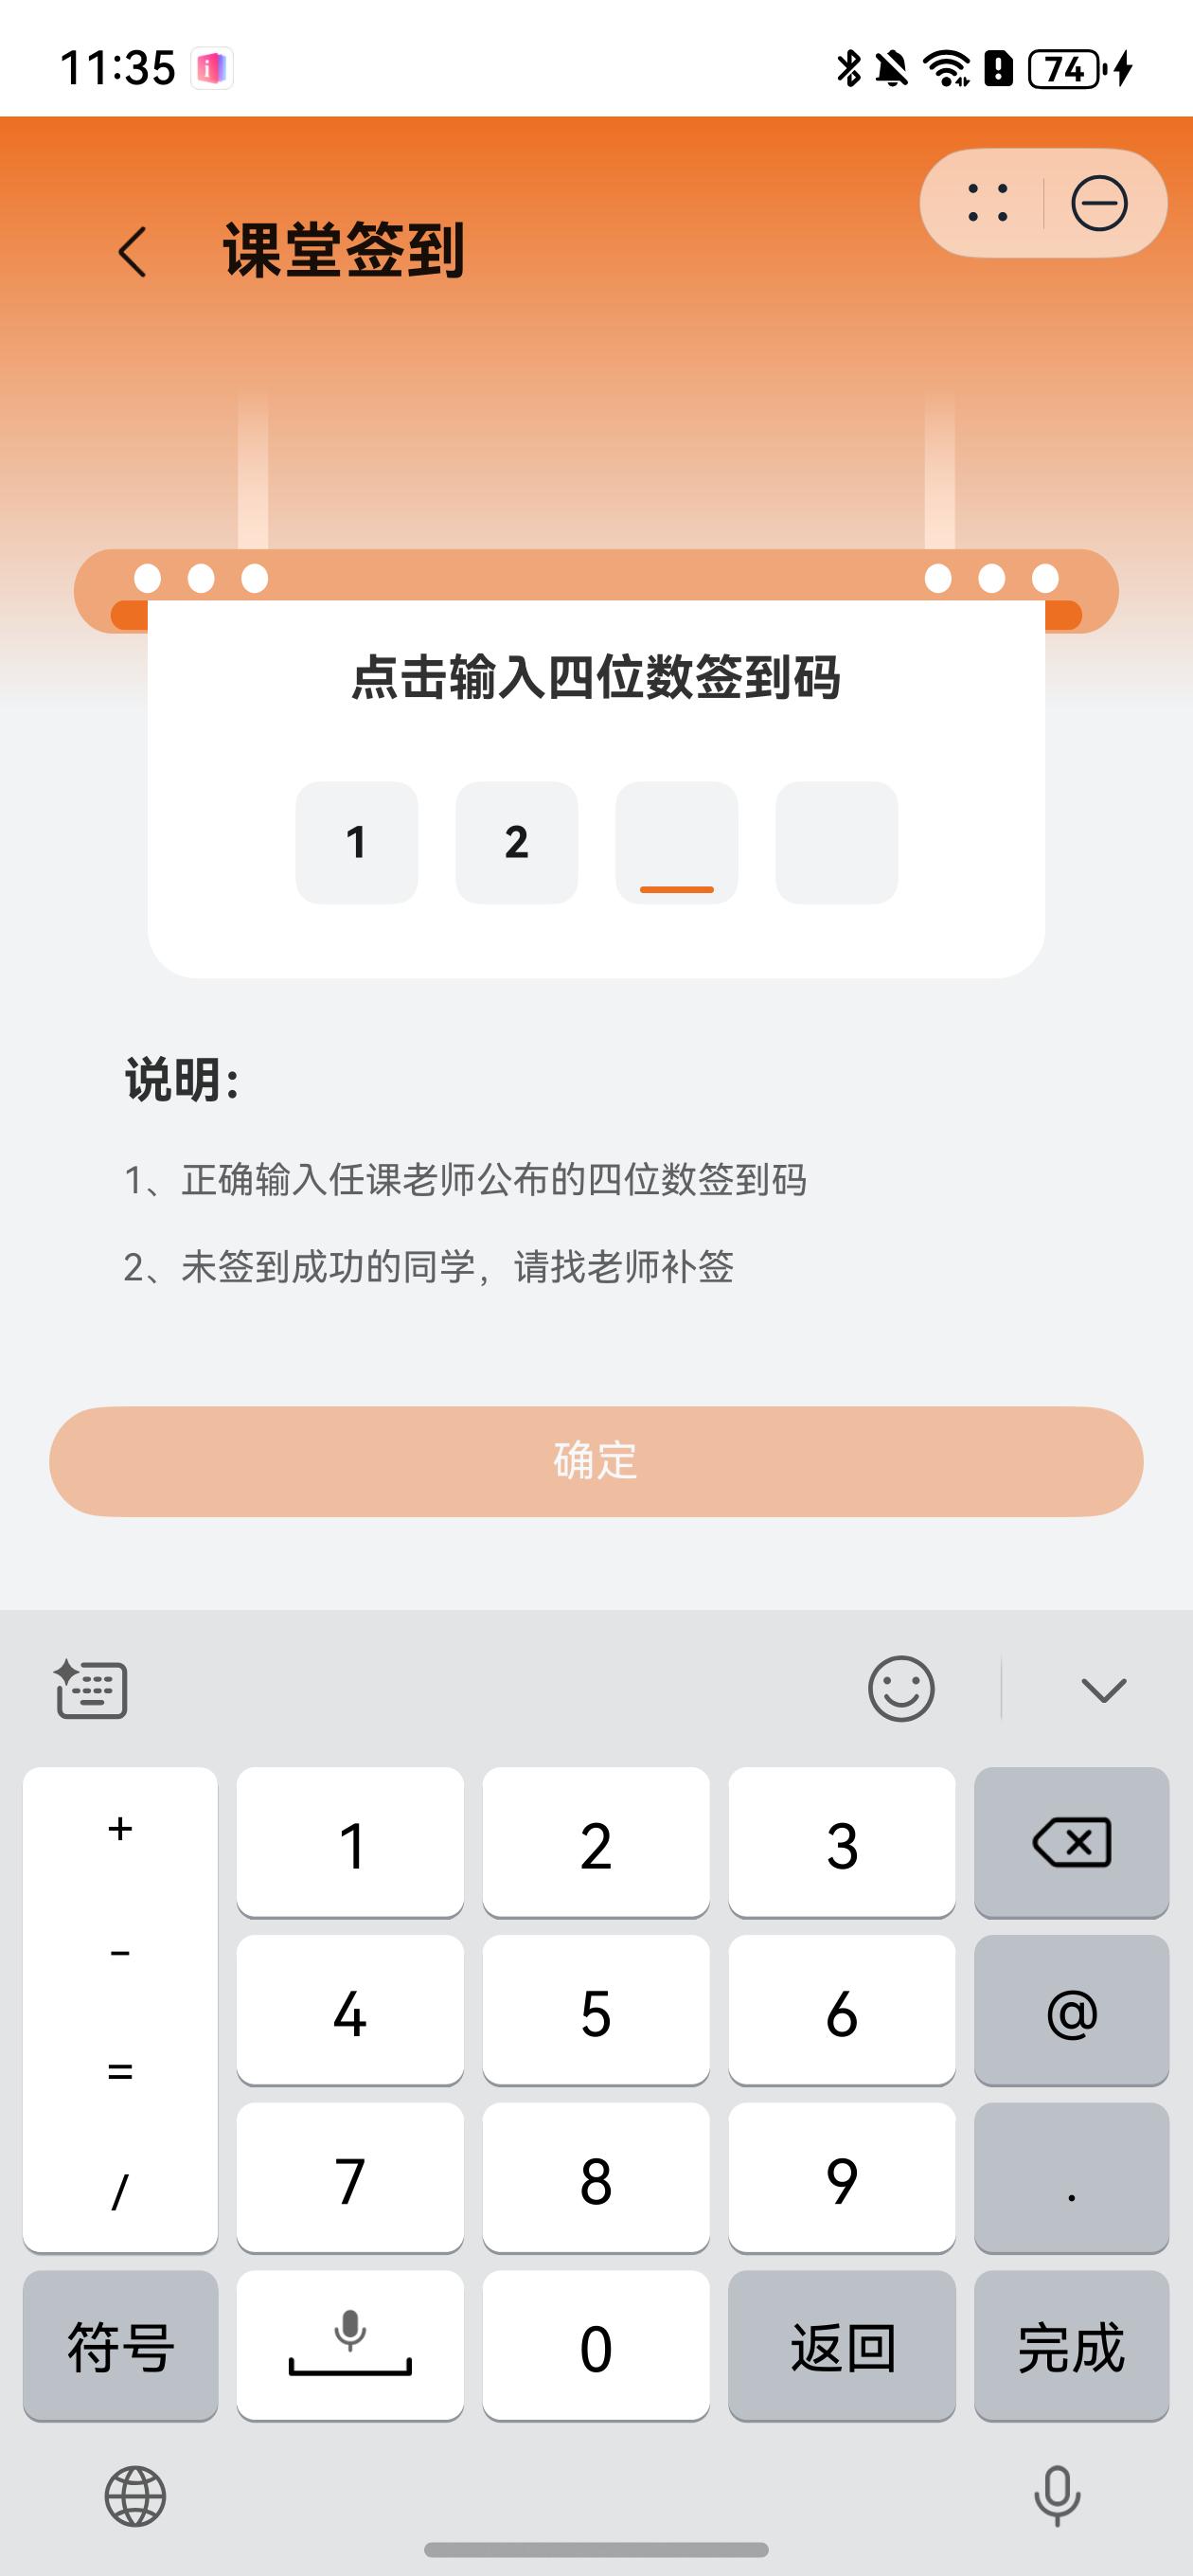 11:35
74
课堂签到
点击输入四位数签到码
1 2
说明：
1、正确输入任课老师公布的四位数签到码
2、未签到成功的同学，请找老师补签
确定
+ 1 2 3
- 4 5 6 @
=
/ 7 8 9 .
符号 0 返回 完成